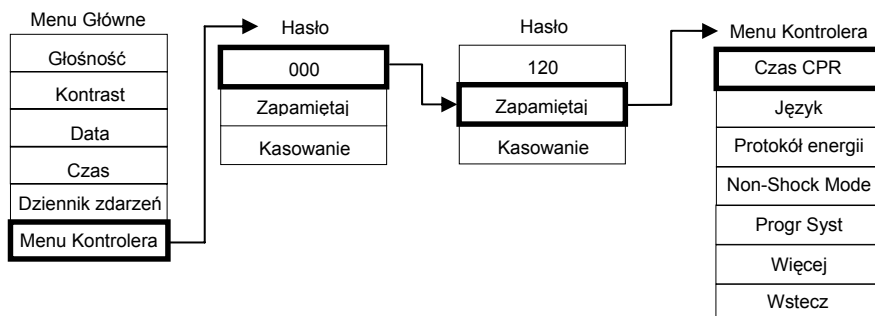 Menu Główne
Głośność
Kontrast
Data
Czas
Dziennik zdarzeń
Menu Kontrolera
Hasło
000
Zapamiętaj
Kasowanie
Hasło
120
Zapamiętaj
Kasowanie
Menu Kontrolera
Czas CPR
Język
Protokół energii
Non-Shock Mode
Progr Syst
Więcej
Wstecz